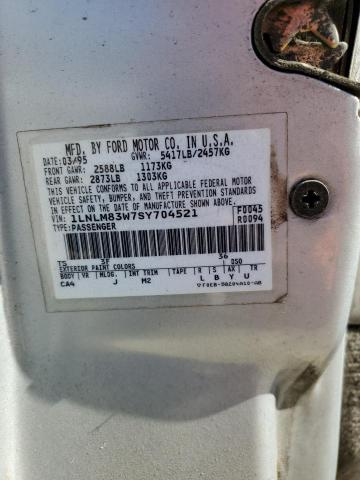 MFD. BY FORD MOTOR CO. IN U.S.A.
DATE: 03/95 GVWR: 5417LB/2457KG
FRONT GAWR: 2588LB 1173KG
REAR GAWR: 2873LB 1303KG
THIS VEHICLE CONFORMS TO ALL APPLICABLE FEDERAL MOTOR
VEHICLE SAFETY, BUMPER, AND THEFT PREVENTION STANDARDS
IN EFFECT ON THE DATE OF MANUFACTURE SHOWN ABOVE
VIN: 1LNLM83W7SY704521 F0045
TYPE: PASSENGER R0094
TS 3F 36 DSO
EXTERIOR PAINT COLORS
BODY VR MLDG. INT TRIM TAPE R S AX TR
CA4 J M2 L B Y U